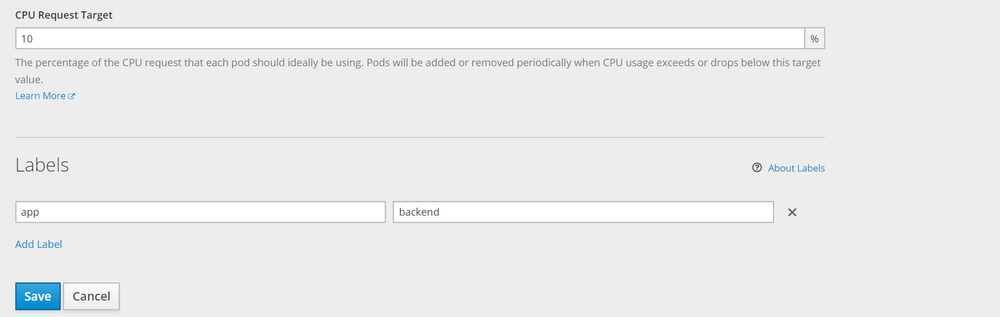 CPU Request Target
10
%
The percentage of the CPU request that each pod should ideally be using. Pods will be added or removed periodically when CPU usage exceeds or drops below this target
value.
Learn More
Labels
About Labels
app
backend
Add Label
Save
Cancel